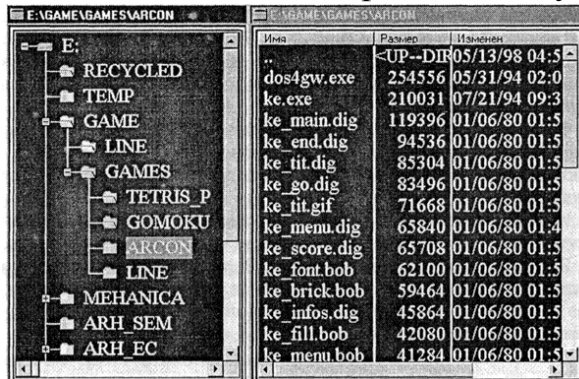 E:\GAME\GAMES\ARCON
E:
RECYCLED
TEMP
GAME
LINE
GAMES
TETRIS_P
GOMOKU
ARCON
LINE
MEHANICA
ARH_SEM
ARH_EC
E:\GAME\GAMES\ARCON
Имя Размер Изменен
.. <UP--DIR 05/13/98 04:5
dos4gw.exe 254556 05/31/94 02:0
ke.exe 210031 07/21/94 09:3
ke_main.dig 119396 01/06/80 01:5
ke_end.dig 94536 01/06/80 01:5
ke_tit.dig 85304 01/06/80 01:5
ke_go.dig 83496 01/06/80 01:5
ke_tit.gif 71668 01/06/80 01:5
ke_menu.dig 65840 01/06/80 01:4
ke_score.dig 65708 01/06/80 01:5
ke_font.bob 62100 01/06/80 01:5
ke_brick.bob 59464 01/06/80 01:5
ke_infos.dig 45864 01/06/80 01:5
ke_fill.bob 42080 01/06/80 01:5
ke_menu.bob 41284 01/06/80 01:5